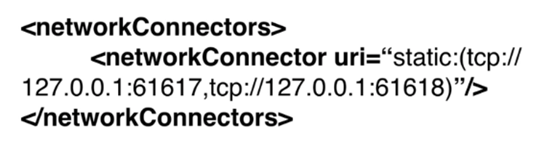 <networkConnectors>
<networkConnector uri=“static:(tcp://
127.0.0.1:61617,tcp://127.0.0.1:61618)”/>
</networkConnectors>